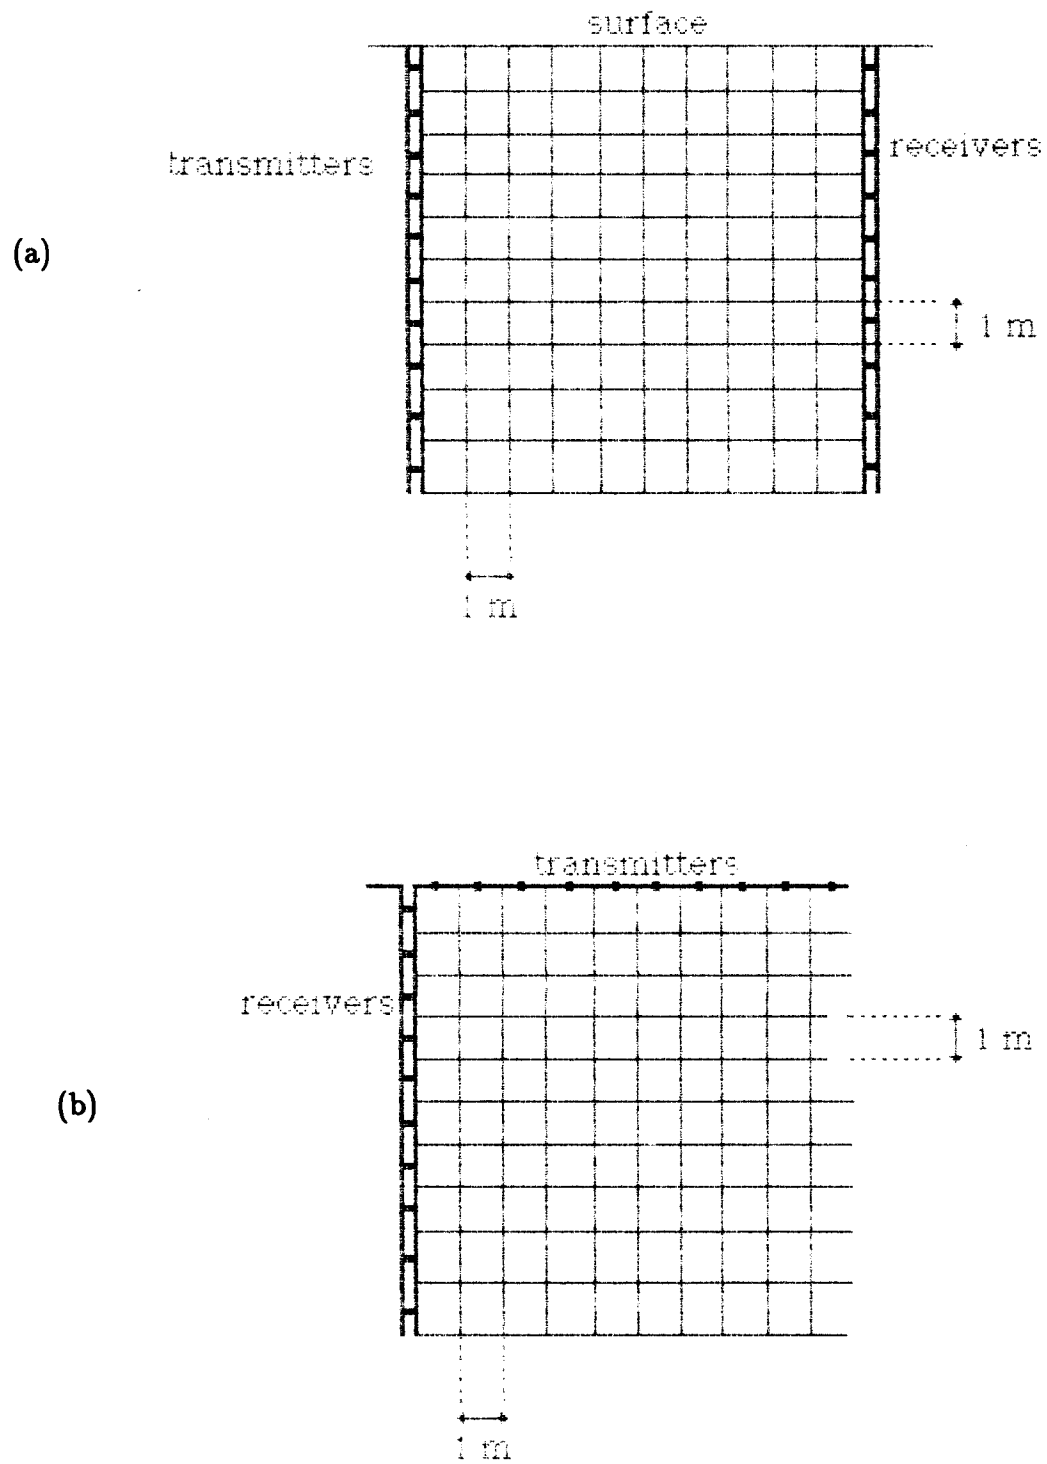 surface
transmitters
receivers
(a)
1 m
1 m
transmitters
receivers
1 m
(b)
1 m